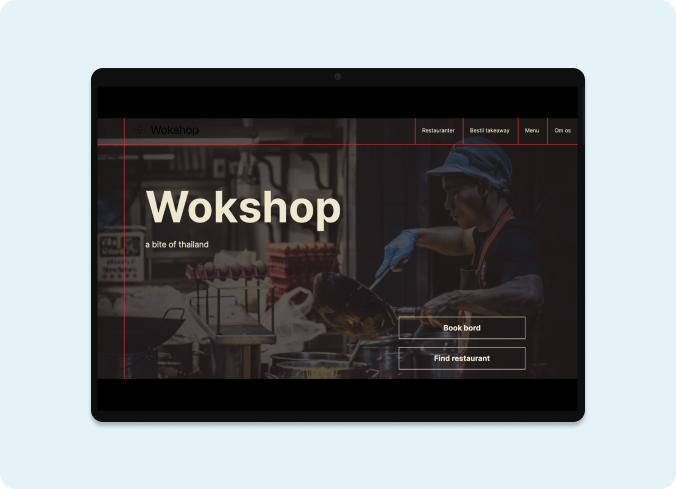 Wokshop
Restauranter
Bestil takeaway
Menu
Om os
Wokshop
a bite of thailand
Book bord
Find restaurant